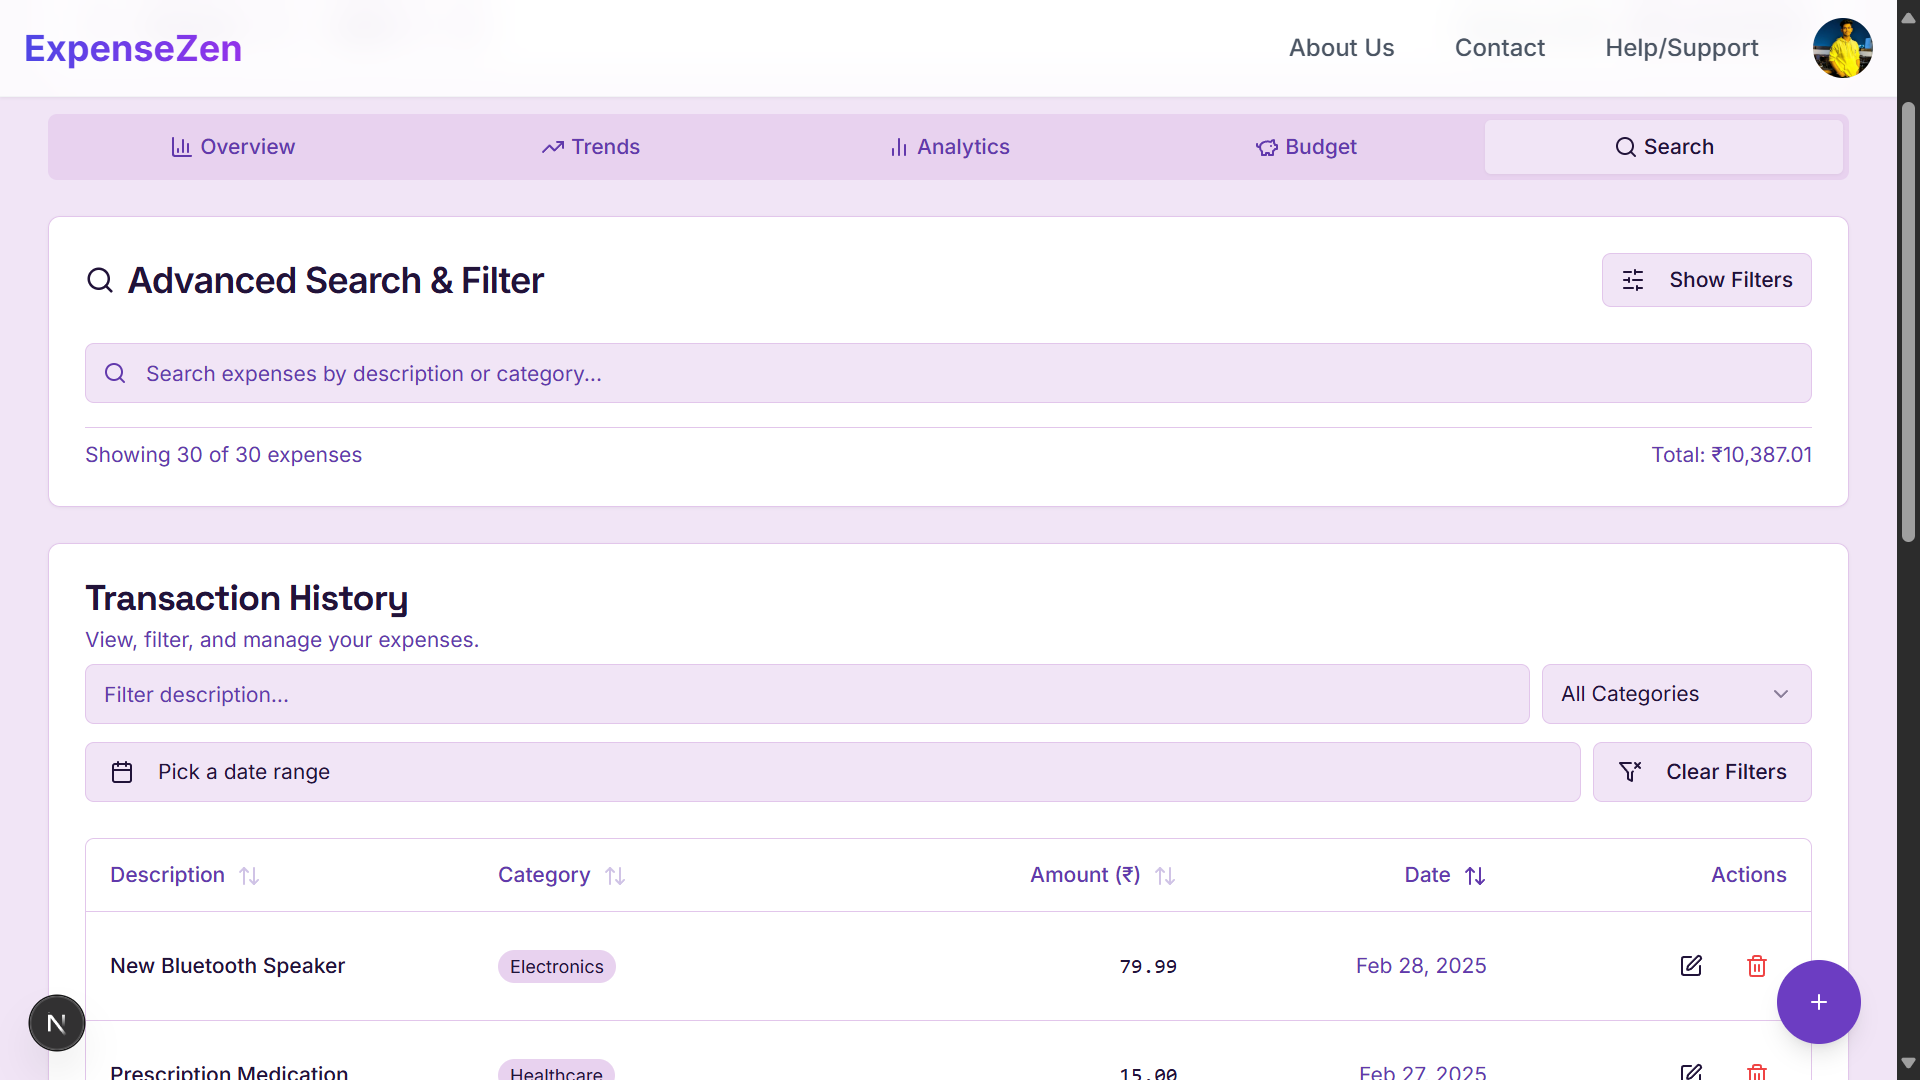 ExpenseZen
About Us
Contact
Help/Support
Overview
Trends
Analytics
Budget
Search
Advanced Search & Filter
Show Filters
Search expenses by description or category...
Showing 30 of 30 expenses
Total: ₹10,387.01
Transaction History
View, filter, and manage your expenses.
Filter description...
All Categories
Pick a date range
Clear Filters
Description
Category
Amount (₹)
Date
Actions
New Bluetooth Speaker
Electronics
79.99
Feb 28, 2025
N
+
Prescription Medication
Healthcare
15.00
Feb 27, 2025